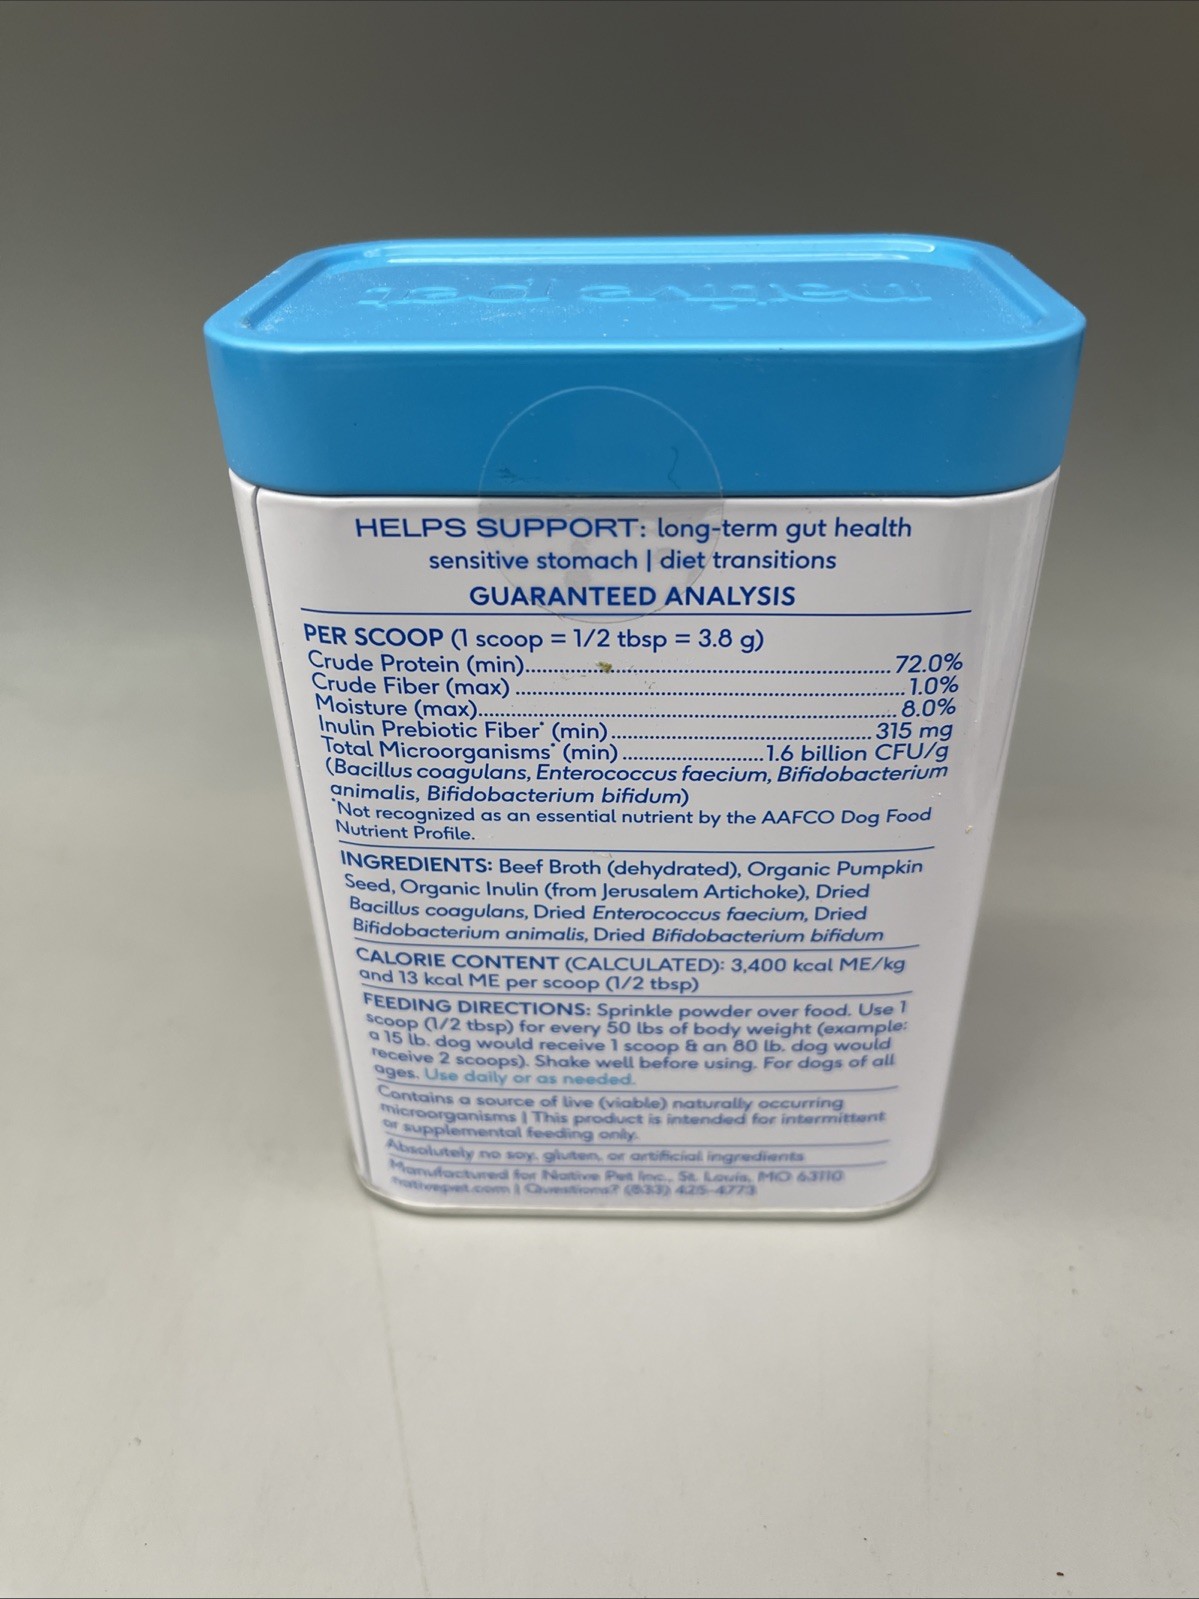 native pet
HELPS SUPPORT: long-term gut health
sensitive stomach | diet transitions
GUARANTEED ANALYSIS
PER SCOOP (1 scoop = 1/2 tbsp = 3.8 g)
Crude Protein (min)..........72.0%
Crude Fiber (max)..........1.0%
Moisture (max)..........8.0%
Inulin Prebiotic Fiber* (min)..........315 mg
Total Microorganisms* (min)..........1.6 billion CFU/g
(Bacillus coagulans, Enterococcus faecium, Bifidobacterium
animalis, Bifidobacterium bifidum)
*Not recognized as an essential nutrient by the AAFCO Dog Food
Nutrient Profile.
INGREDIENTS: Beef Broth (dehydrated), Organic Pumpkin
Seed, Organic Inulin (from Jerusalem Artichoke), Dried
Bacillus coagulans, Dried Enterococcus faecium, Dried
Bifidobacterium animalis, Dried Bifidobacterium bifidum
CALORIE CONTENT (CALCULATED): 3,400 kcal ME/kg
and 13 kcal ME per scoop (1/2 tbsp)
FEEDING DIRECTIONS: Sprinkle powder over food. Use 1
scoop (1/2 tbsp) for every 50 lbs of body weight (example:
a 15 lb. dog would receive 1 scoop & an 80 lb. dog would
receive 2 scoops). Shake well before using. For dogs of all
ages. Use daily or as needed.
Contains a source of live (viable) naturally occurring
microorganisms | This product is intended for intermittent
or supplemental feeding only.
Absolutely no soy, gluten, or artificial ingredients
Manufactured for Native Pet Inc., St. Louis, MO 63110
nativepet.com | Questions? (833) 425-4773